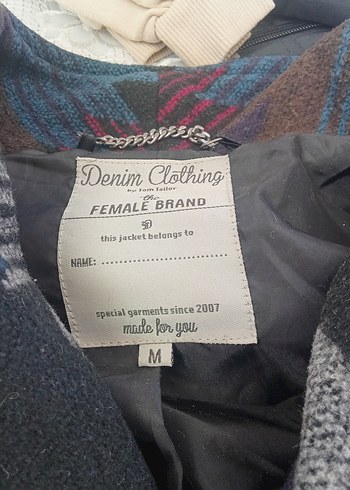 Denim Clothing
by Tom Tailor
the
FEMALE BRAND
this jacket belongs to
NAME: ..............................
special garments since 2007
made for you
M